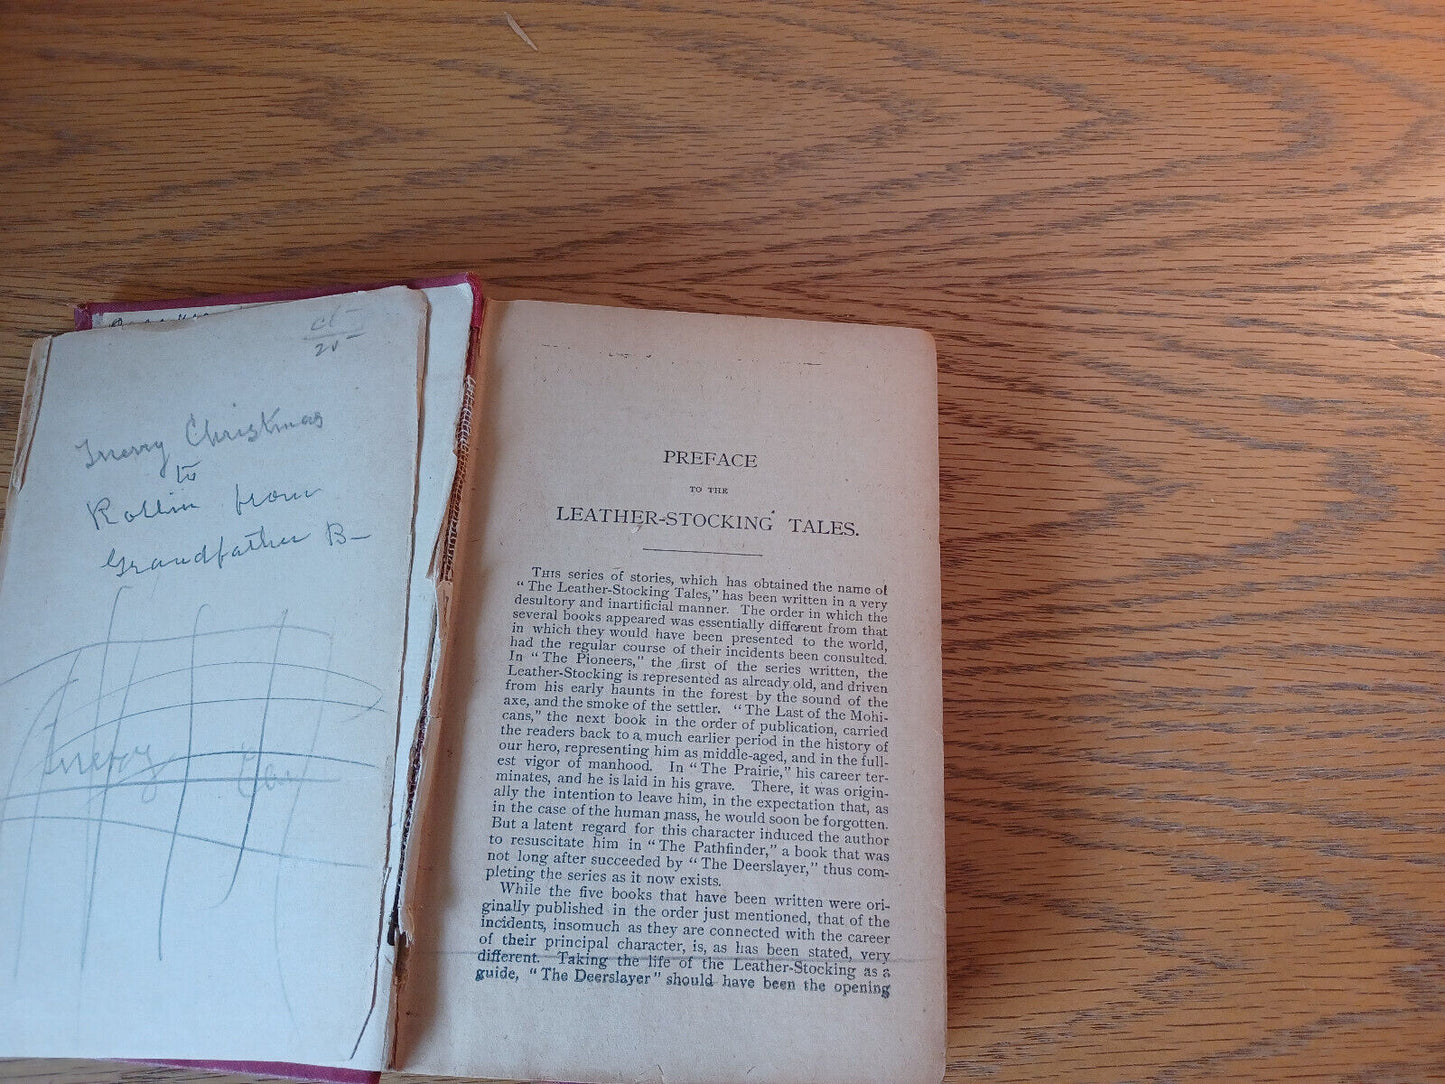 Merry Christmas
to
Rollin from
Grandfather B-
Merry
PREFACE
TO THE
LEATHER-STOCKING TALES.
THIS series of stories, which has obtained the name of
“The Leather-Stocking Tales,” has been written in a very
desultory and inartificial manner. The order in which the
several books appeared was essentially different from that
in which they would have been presented to the world,
had the regular course of their incidents been consulted.
In “The Pioneers,” the first of the series written, the
Leather-Stocking is represented as already old, and driven
from his early haunts in the forest by the sound of the
axe, and the smoke of the settler. “The Last of the Mohi-
cans,” the next book in the order of publication, carried
the readers back to a much earlier period in the history of
our hero, representing him as middle-aged, and in the full-
est vigor of manhood. In “The Prairie,” his career ter-
minates, and he is laid in his grave. There, it was origin-
ally the intention to leave him, in the expectation that, as
in the case of the human mass, he would soon be forgotten.
But a latent regard for this character induced the author
to resuscitate him in “The Pathfinder,” a book that was
not long after succeeded by “The Deerslayer,” thus com-
pleting the series as it now exists.
While the five books that have been written were ori-
ginally published in the order just mentioned, that of the
incidents, insomuch as they are connected with the career
of their principal character, is, as has been stated, very
different. Taking the life of the Leather-Stocking as a
guide, “The Deerslayer” should have been the opening